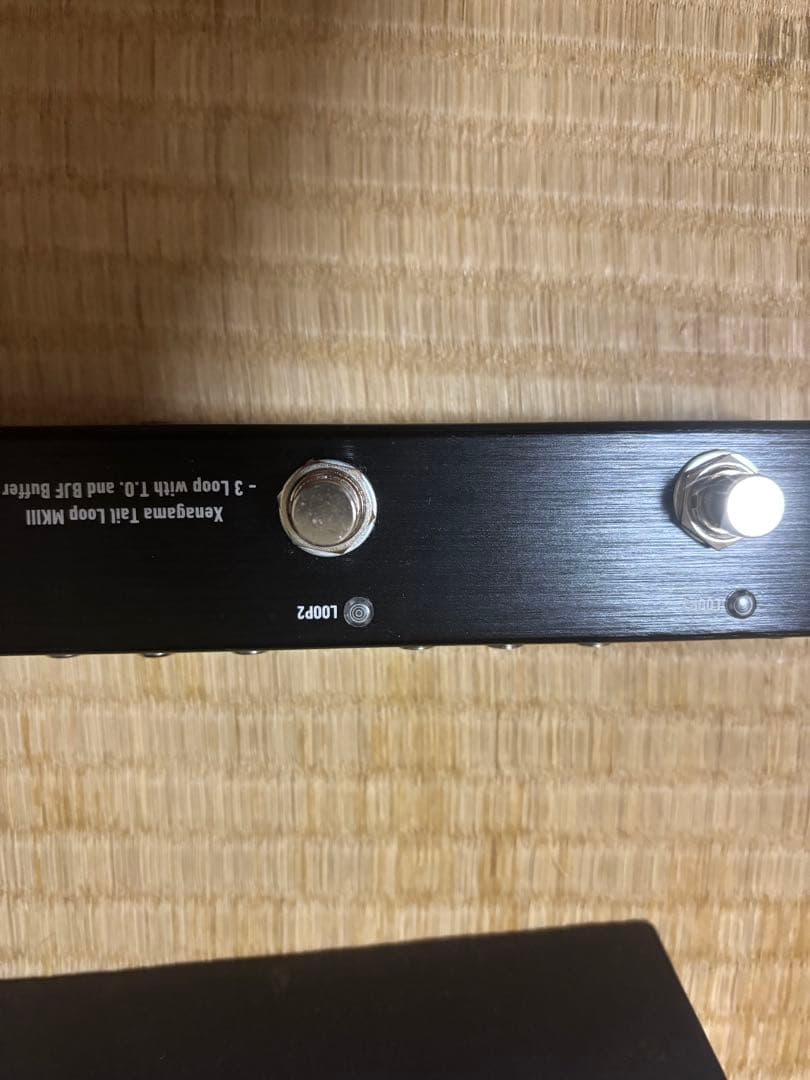 Xenagama Tail Loop MKIII
- 3 Loop with T.O. and BJF Buffer
LOOP2